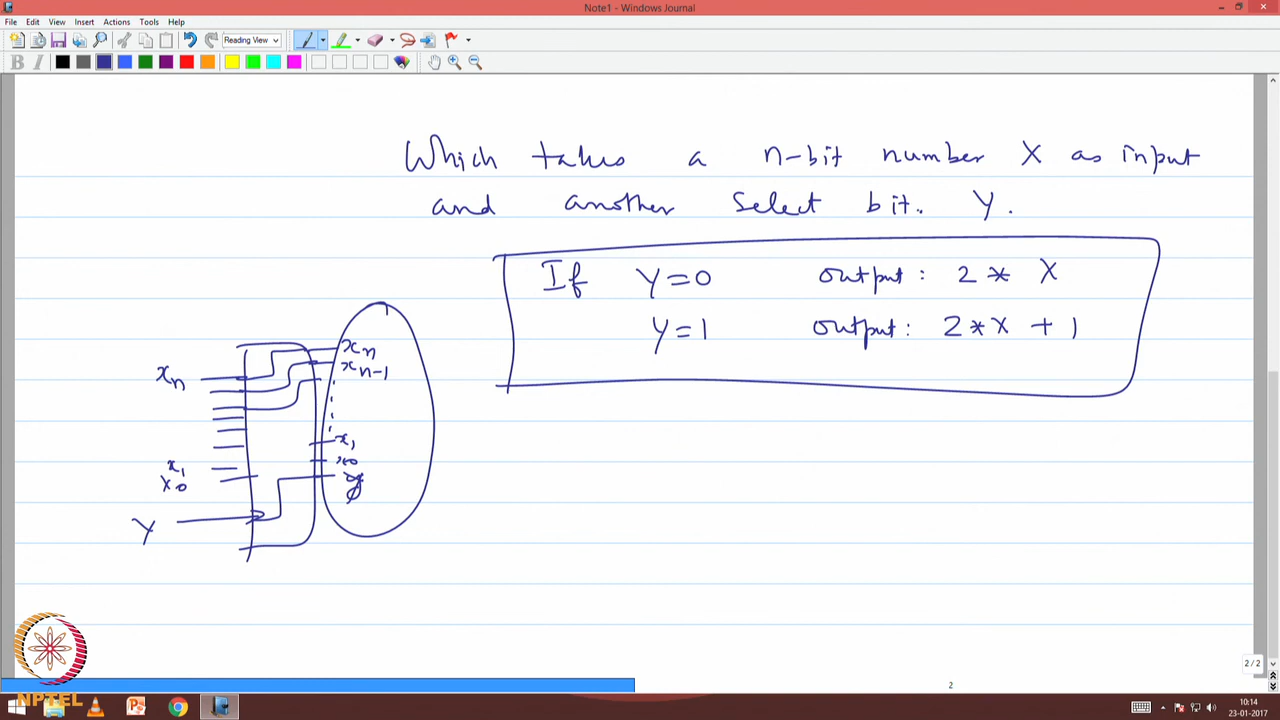 Note1 - Windows Journal
File Edit View Insert Actions Tools Help
Reading View
B I
Which takes a n-bit number X as input
and another select bit. Y.
If Y=0 output: 2 * X
Y=1 output: 2*X + 1
xn
xn
xn-1
x1
x0
x1
x0
y
Y
2/2
2
NPTEL
10:14
23-01-2017